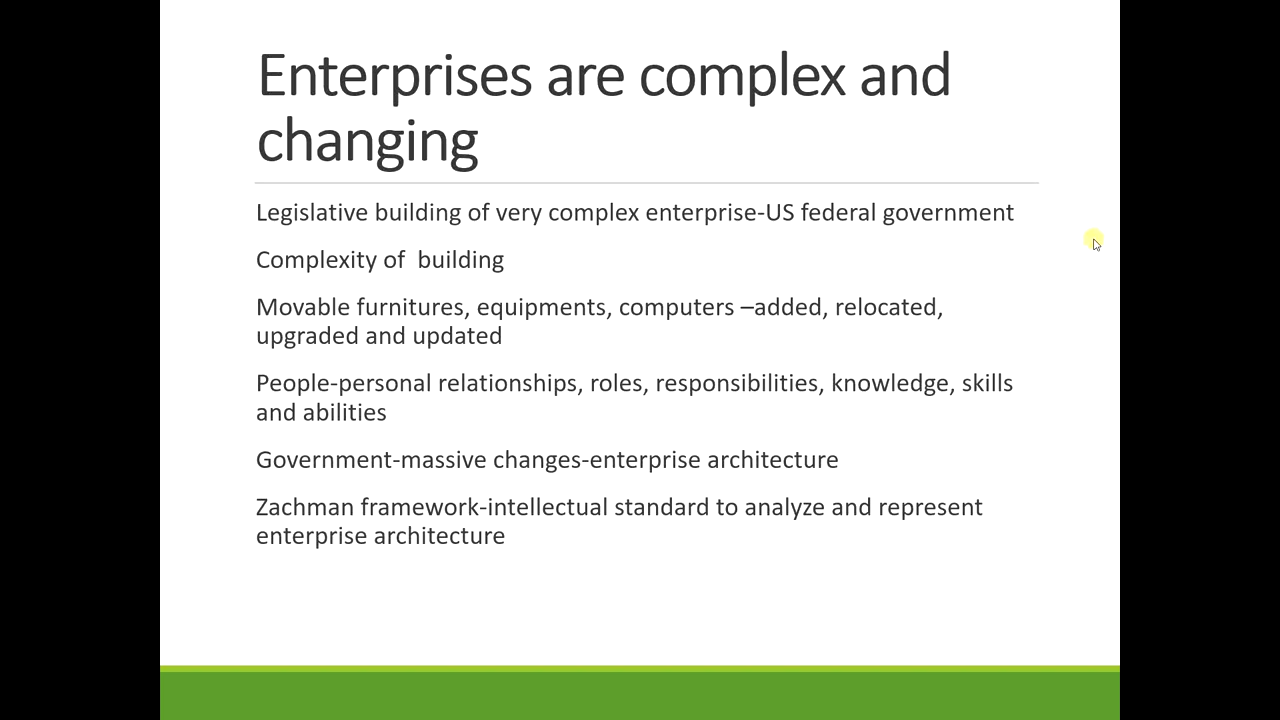 Enterprises are complex and
changing
Legislative building of very complex enterprise-US federal government
Complexity of  building
Movable furnitures, equipments, computers –added, relocated,
upgraded and updated
People-personal relationships, roles, responsibilities, knowledge, skills
and abilities
Government-massive changes-enterprise architecture
Zachman framework-intellectual standard to analyze and represent
enterprise architecture